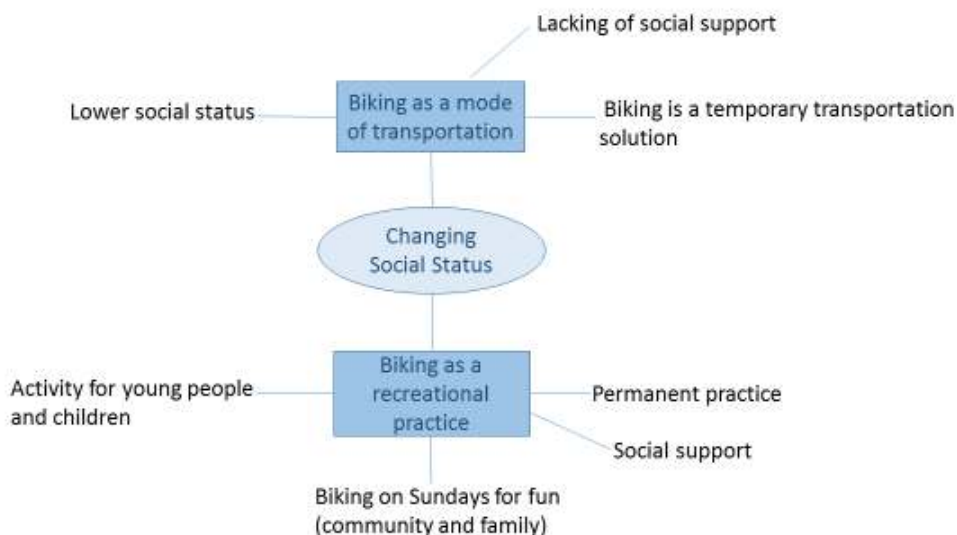 Lacking of social support
Lower social status
Biking as a mode
of transportation
Biking is a temporary transportation
solution
Changing
Social Status
Activity for young people
and children
Biking as a
recreational
practice
Permanent practice
Social support
Biking on Sundays for fun
(community and family)